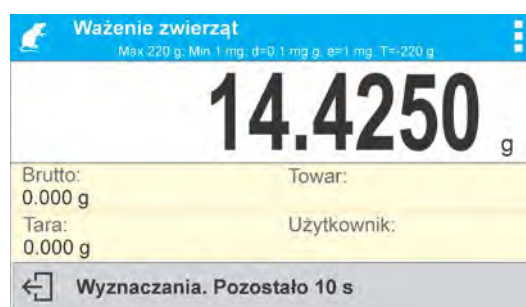 Ważenie zwierząt
Max 220 g: Min 1 mg: d=0.1 mg g, e=1 mg: T=-220 g
14.4250 g
Brutto:
0.000 g
Towar:
Tara:
0.000 g
Użytkownik:
Wyznaczania. Pozostało 10 s